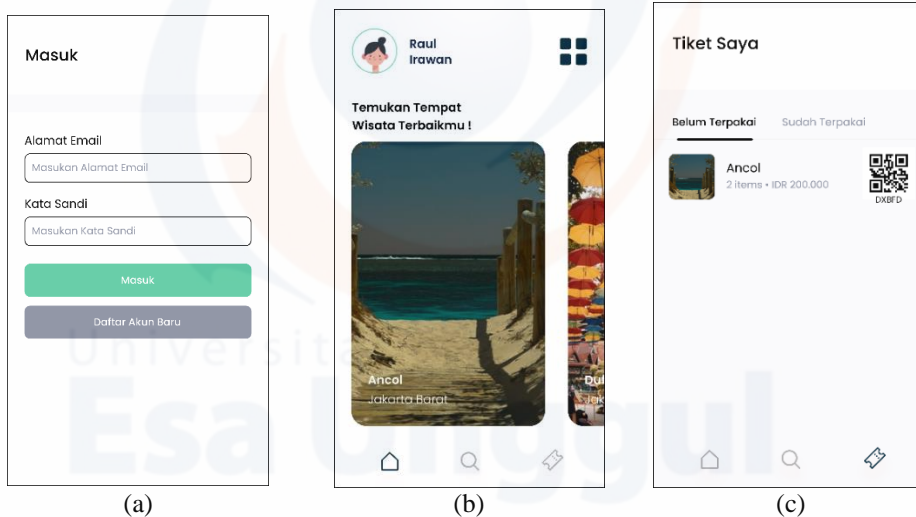 Masuk
Alamat Email
Masukan Alamat Email
Kata Sandi
Masukan Kata Sandi
Masuk
Daftar Akun Baru
(a)
Raul
Irawan
Temukan Tempat
Wisata Terbaikmu !
Ancol
Jakarta Barat
(b)
Tiket Saya
Belum Terpakai Sudah Terpakai
Ancol
2 items • IDR 200.000
DXBFD
(c)
Universita
Esa Unggul